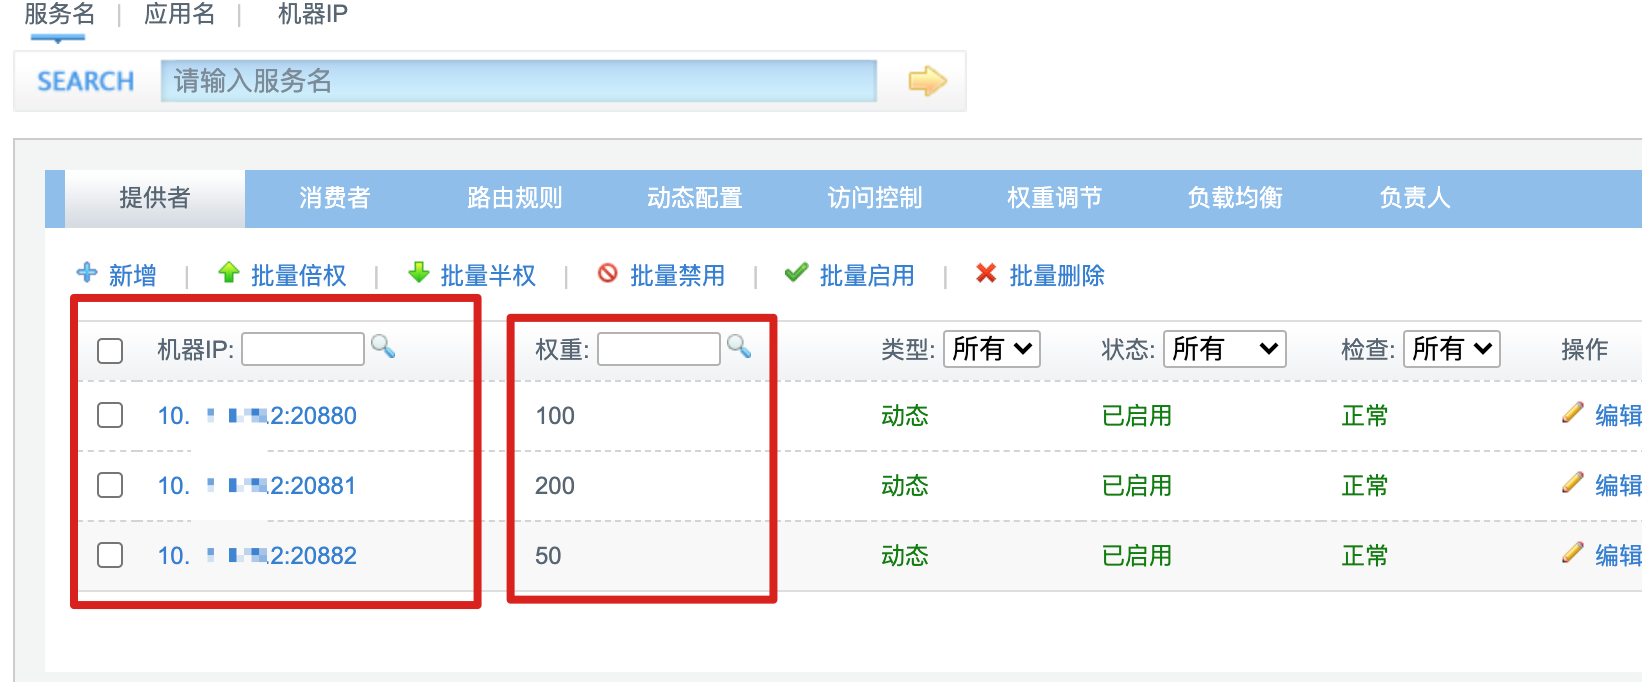 服务名 | 应用名 | 机器IP
SEARCH 请输入服务名
提供者 消费者 路由规则 动态配置 访问控制 权重调节 负载均衡 负责人
新增 | 批量倍权 | 批量半权 | 批量禁用 | 批量启用 | 批量删除
机器IP: 权重: 类型: 所有 状态: 所有 检查: 所有 操作
10. .2:20880 100 动态 已启用 正常 编辑
10. 2:20881 200 动态 已启用 正常 编辑
10. .2:20882 50 动态 已启用 正常 编辑